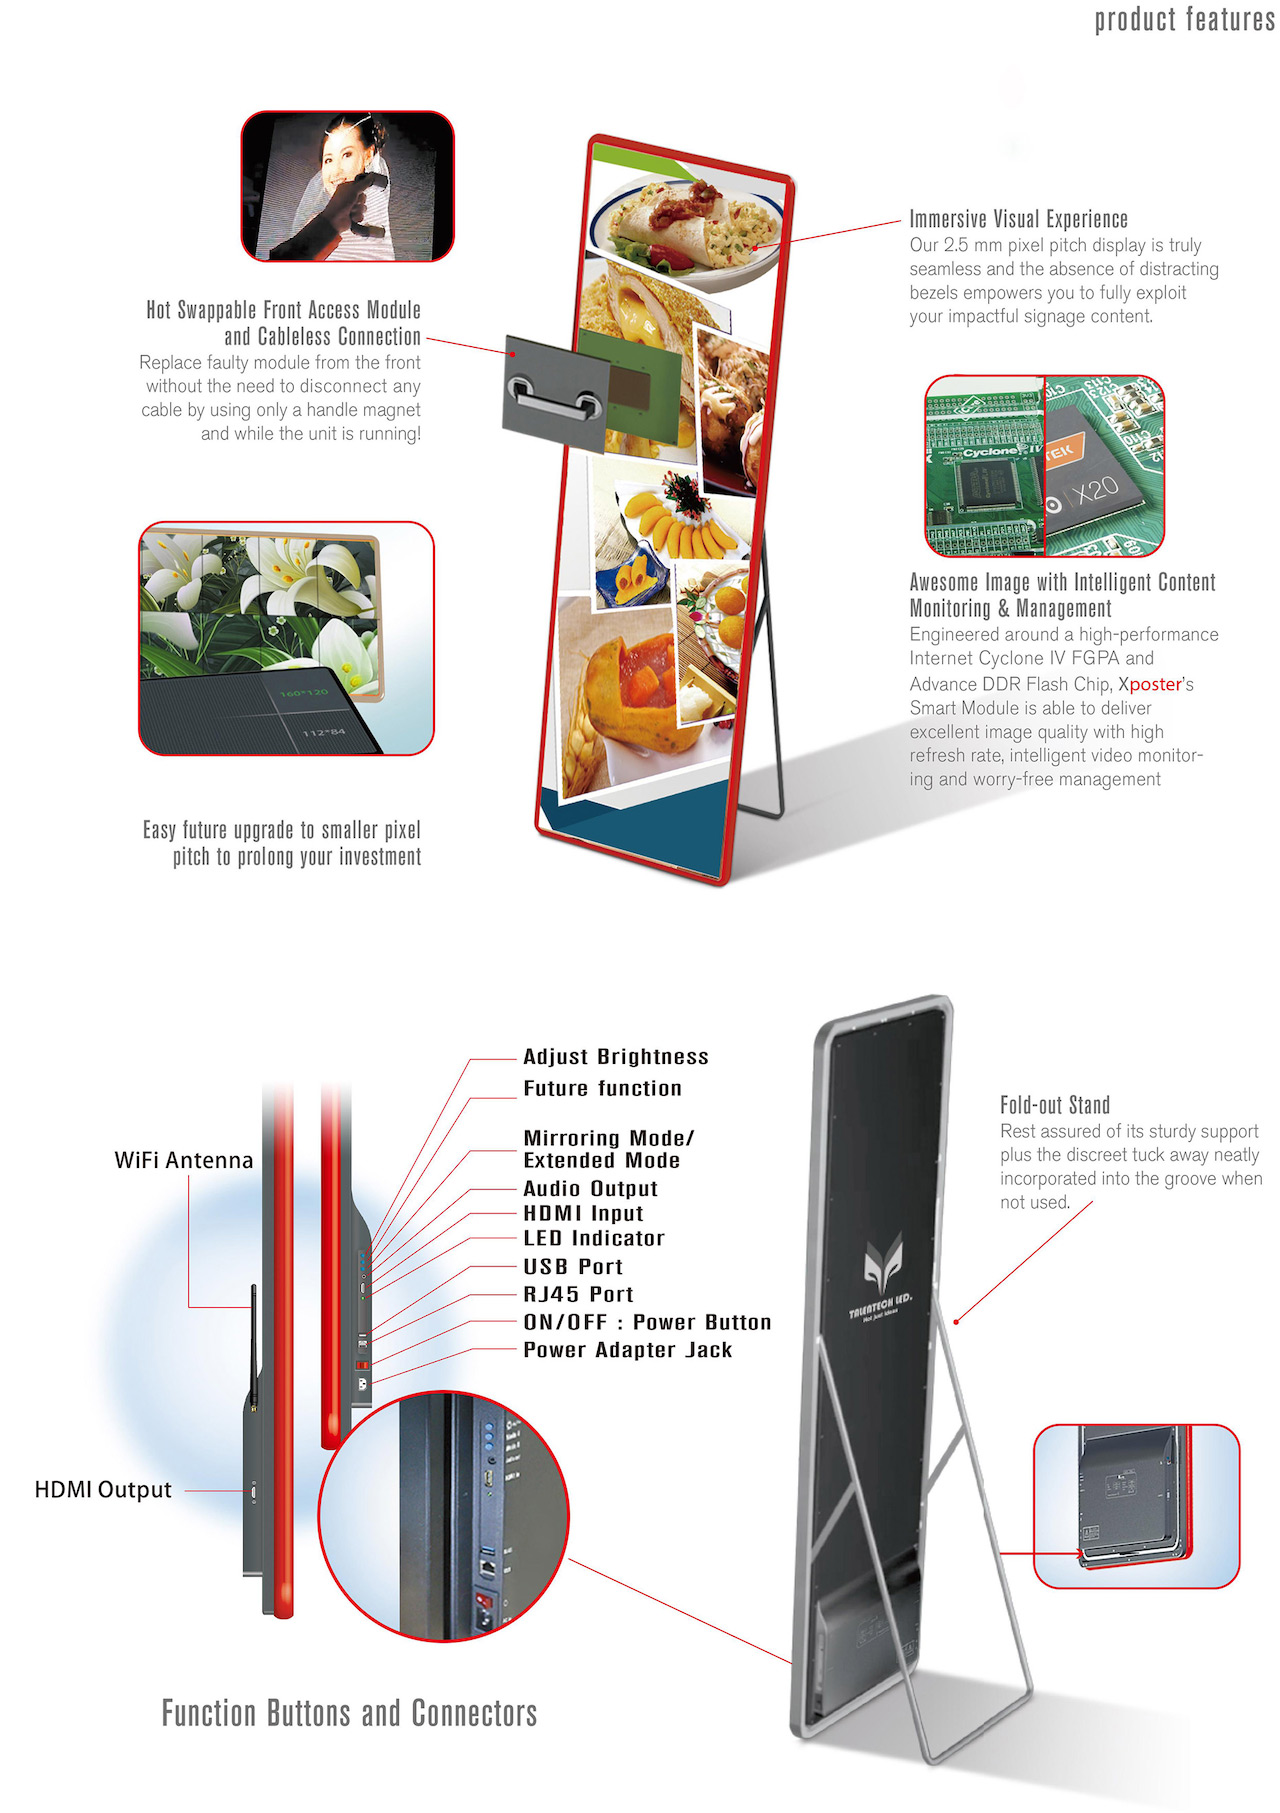 product features
Hot Swappable Front Access Module
and Cableless Connection
Replace faulty module from the front
without the need to disconnect any
cable by using only a handle magnet
and while the unit is running!
Immersive Visual Experience
Our 2.5 mm pixel pitch display is truly
seamless and the absence of distracting
bezels empowers you to fully exploit
your impactful signage content.
Cyclone IV
TEK
X20
C113
C123
C110
Awesome Image with Intelligent Content
Monitoring & Management
Engineered around a high-performance
Internet Cyclone IV FGPA and
Advance DDR Flash Chip, Xposter's
Smart Module is able to deliver
excellent image quality with high
refresh rate, intelligent video monitor-
ing and worry-free management
160*120
112*84
Easy future upgrade to smaller pixel
pitch to prolong your investment
Adjust Brightness
Future function
Mirroring Mode/
Extended Mode
Audio Output
HDMI Input
LED Indicator
USB Port
RJ45 Port
ON/OFF : Power Button
Power Adapter Jack
WiFi Antenna
HDMI Output
Fold-out Stand
Rest assured of its sturdy support
plus the discreet tuck away neatly
incorporated into the groove when
not used.
TALENTECH LED.
Not just ideas
Function Buttons and Connectors